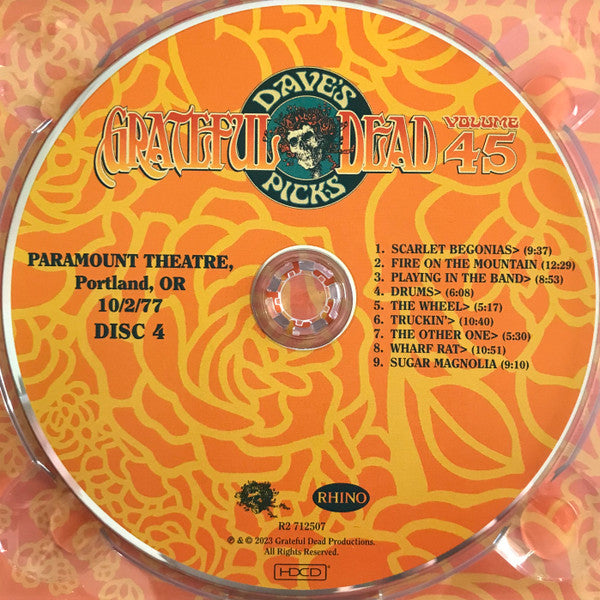 DAVE'S
GRATEFUL DEAD
VOLUME
45
PICKS
PARAMOUNT THEATRE,
Portland, OR
10/2/77
DISC 4
1. SCARLET BEGONIAS> (9:37)
2. FIRE ON THE MOUNTAIN (12:29)
3. PLAYING IN THE BAND> (8:53)
4. DRUMS> (6:08)
5. THE WHEEL> (5:17)
6. TRUCKIN'> (10:40)
7. THE OTHER ONE> (5:30)
8. WHARF RAT> (10:51)
9. SUGAR MAGNOLIA (9:10)
RHINO
R2 712507
℗ & © 2023 Grateful Dead Productions.
All Rights Reserved.
HDCD